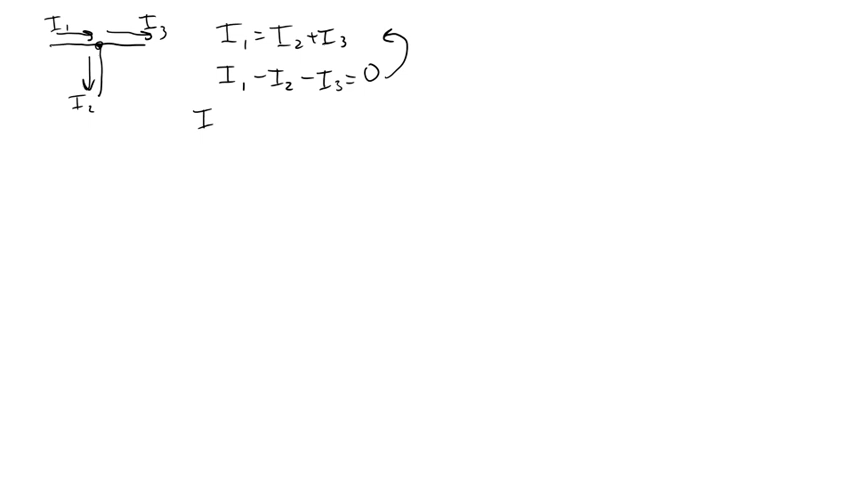 I₁ I₃
I₂
I₁ = I₂ + I₃
I₁ - I₂ - I₃ = 0
I